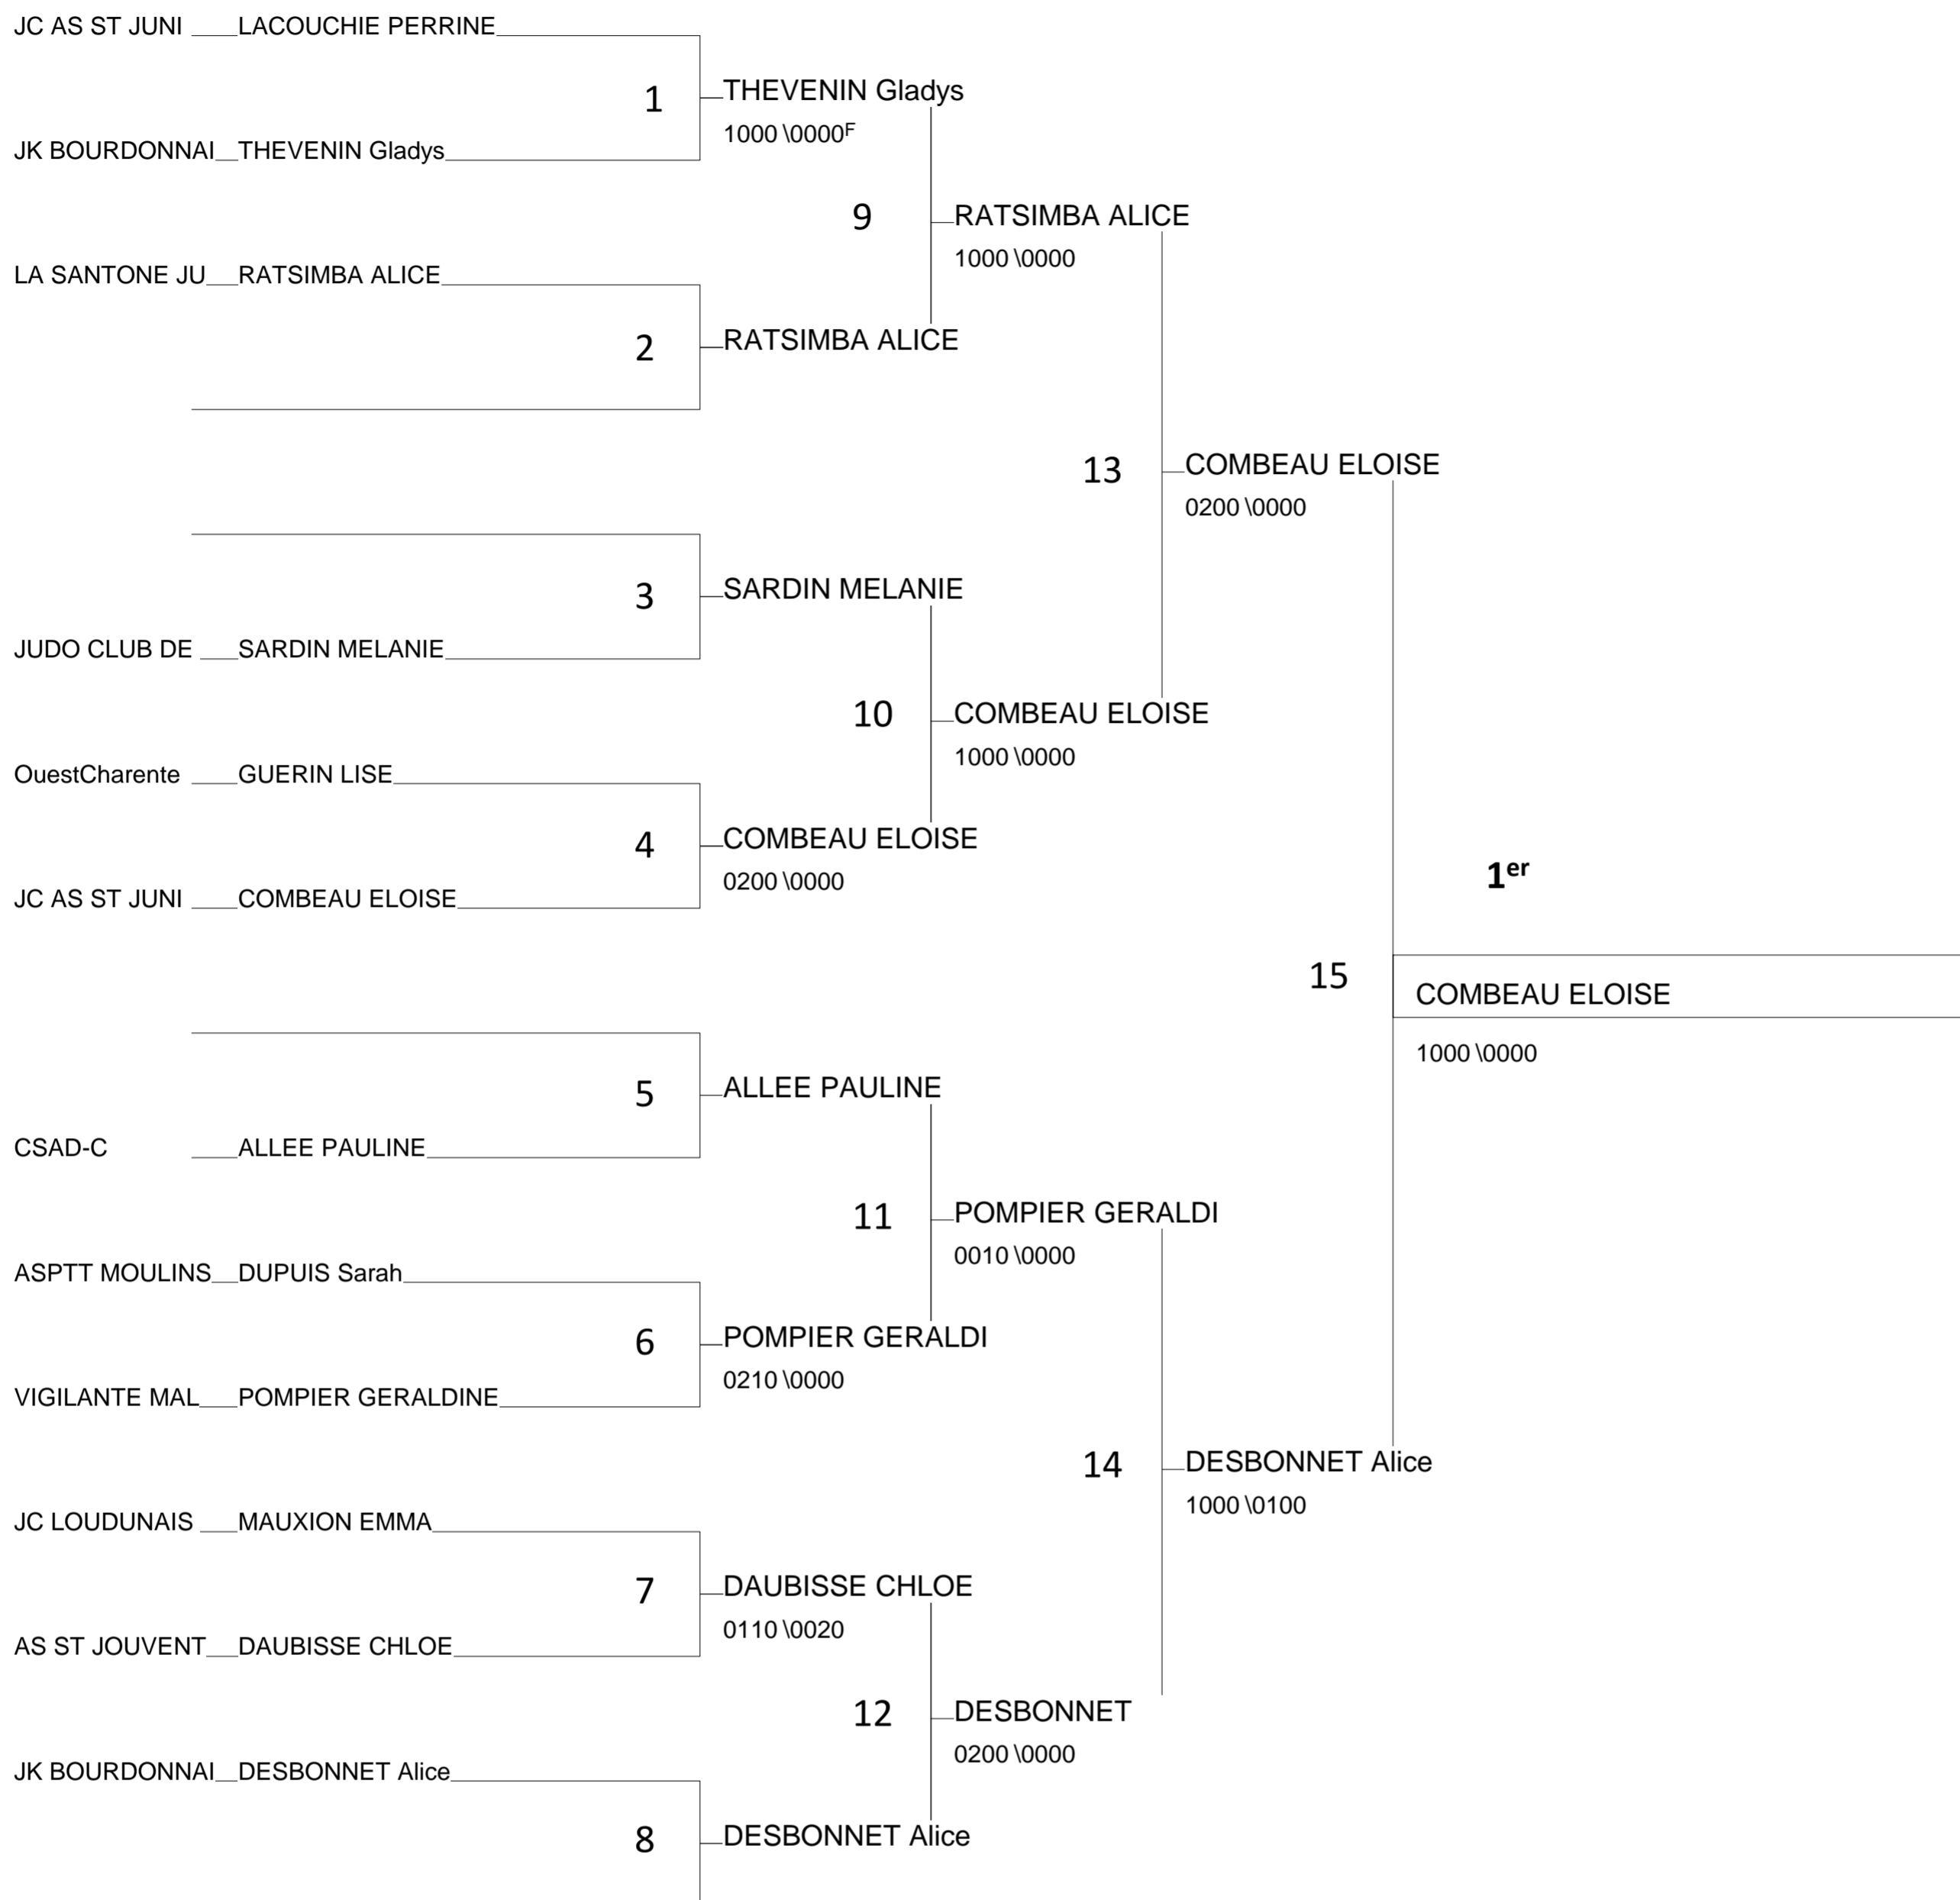 JC AS ST JUNI LACOUCHIE PERRINE
1 THEVENIN Gladys
1000 \0000F
JK BOURDONNAI THEVENIN Gladys
9 RATSIMBA ALICE
1000 \0000
LA SANTONE JU RATSIMBA ALICE
2 RATSIMBA ALICE
13 COMBEAU ELOISE
0200 \0000
3 SARDIN MELANIE
JUDO CLUB DE SARDIN MELANIE
10 COMBEAU ELOISE
1000 \0000
OuestCharente GUERIN LISE
4 COMBEAU ELOISE
0200 \0000
1er
JC AS ST JUNI COMBEAU ELOISE
15 COMBEAU ELOISE
1000 \0000
5 ALLEE PAULINE
CSAD-C ALLEE PAULINE
11 POMPIER GERALDI
0010 \0000
ASPTT MOULINS DUPUIS Sarah
6 POMPIER GERALDI
0210 \0000
VIGILANTE MAL POMPIER GERALDINE
14 DESBONNET Alice
1000 \0100
JC LOUDUNAIS MAUXION EMMA
7 DAUBISSE CHLOE
0110 \0020
AS ST JOUVENT DAUBISSE CHLOE
12 DESBONNET
0200 \0000
JK BOURDONNAI DESBONNET Alice
8 DESBONNET Alice